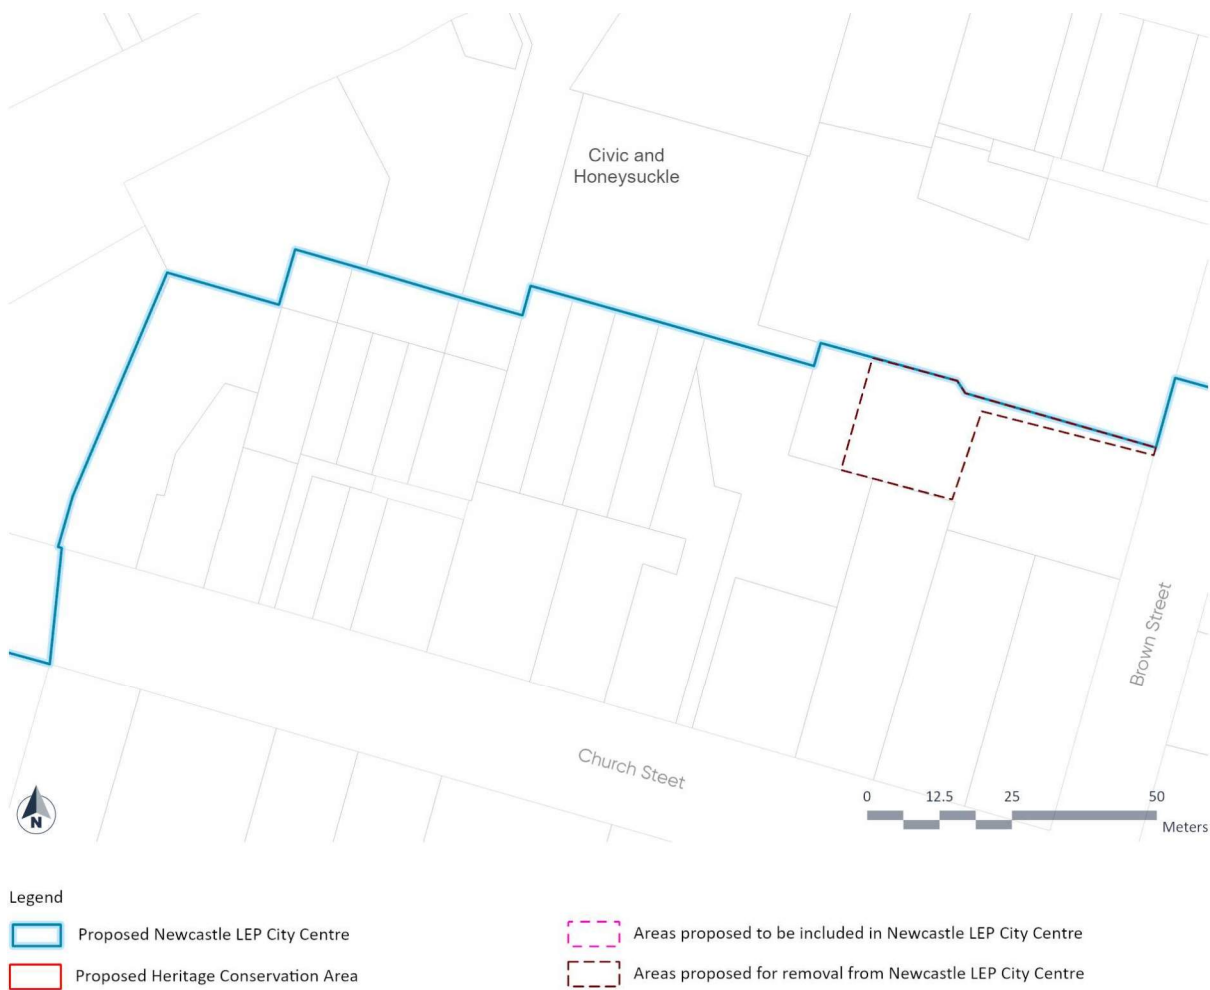 Civic and
Honeysuckle
Brown Street
Church Steet
N
0 12.5 25 50
Meters
Legend
Proposed Newcastle LEP City Centre
Proposed Heritage Conservation Area
Areas proposed to be included in Newcastle LEP City Centre
Areas proposed for removal from Newcastle LEP City Centre